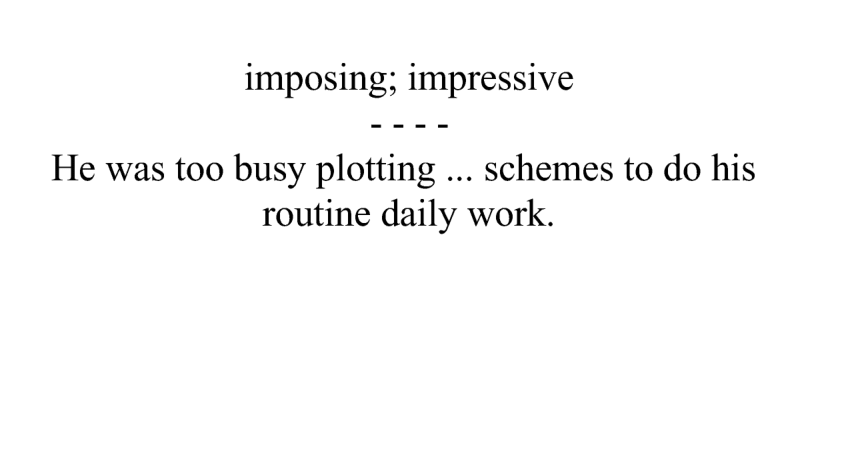 imposing; impressive
- - - -
He was too busy plotting ... schemes to do his
routine daily work.